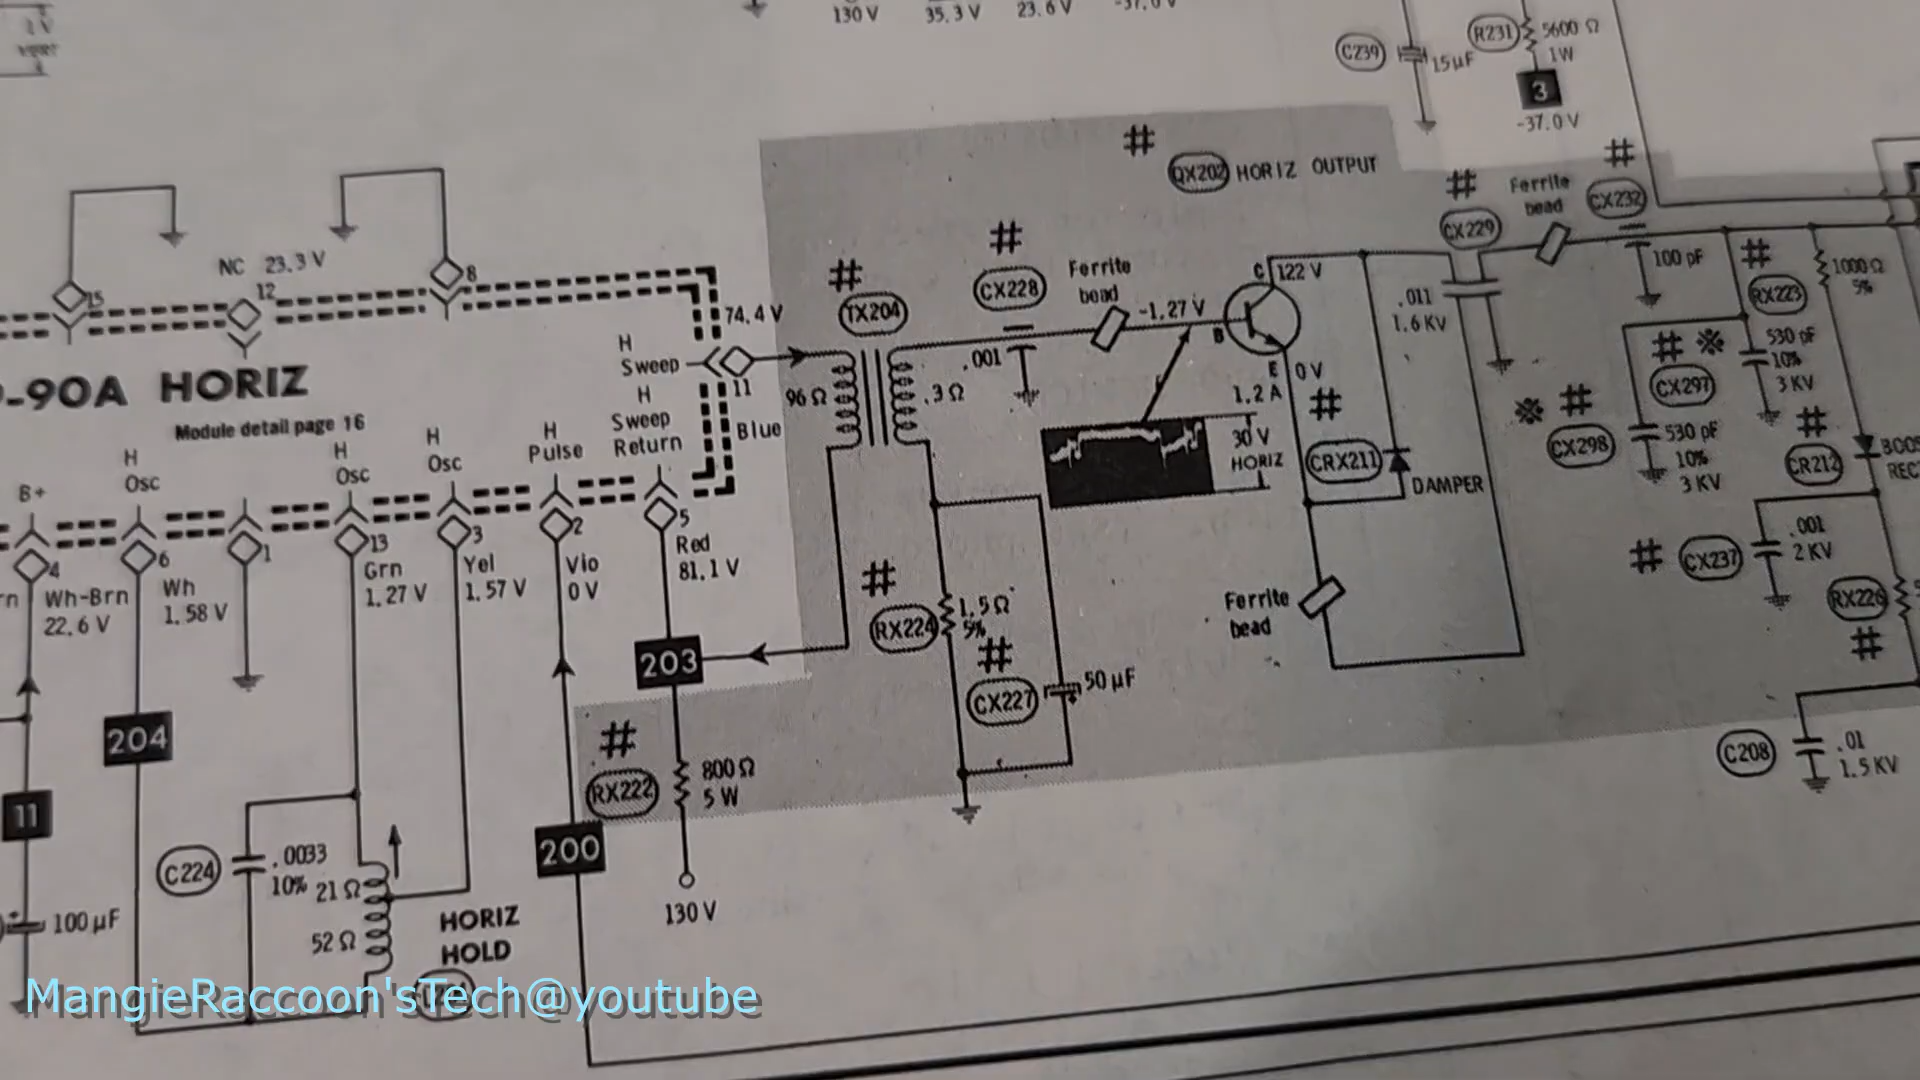 130 V
35.3 V
23.6 V
-37.0 V
C239
15 µF
R231
5600 Ω
1W
3
-37.0 V
#
QX202 HORIZ OUTPUT
#
CX229
Ferrite
bead
#
CX232
100 pF
NC 23.3 V
15
12
8
74.4 V
#
TX204
#
CX228
Ferrite
bead
-1.27 V
C
122 V
B
E
0 V
1.2 A
.001
.011
1.6 KV
#
RX223
1000 Ω
5%
530 pF
10%
3 KV
# ※
CX297
※ #
CX298
530 pF
10%
3 KV
#
CR212
-90A HORIZ
Module detail page 16
H
Sweep
11
96 Ω
.3 Ω
H
Sweep
Return
Blue
30 V
HORIZ
#
CRX211
DAMPER
.001
2 KV
#
CX237
RX226
#
B+
H
Osc
H
Osc
H
Osc
H
Pulse
4
6
1
13
3
2
5
Wh-Brn
22.6 V
Wh
1.58 V
Grn
1.27 V
Yel
1.57 V
Vio
0 V
Red
81.1 V
#
RX224
1.5 Ω
5%
#
CX227
50 µF
Ferrite
bead
203
204
#
RX222
800 Ω
5 W
C208
.01
1.5 KV
11
200
C224
.0033
10%
21 Ω
52 Ω
HORIZ
HOLD
130 V
100 µF
MangieRaccoon'sTech@youtube